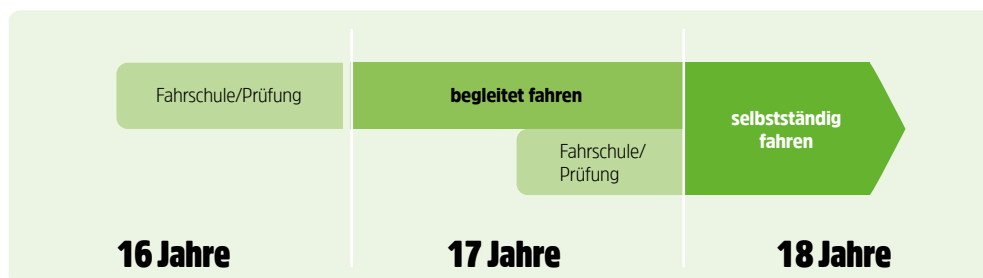 Fahrschule/Prüfung
begleitet fahren
selbstständig
fahren
Fahrschule/
Prüfung
16 Jahre
17 Jahre
18 Jahre